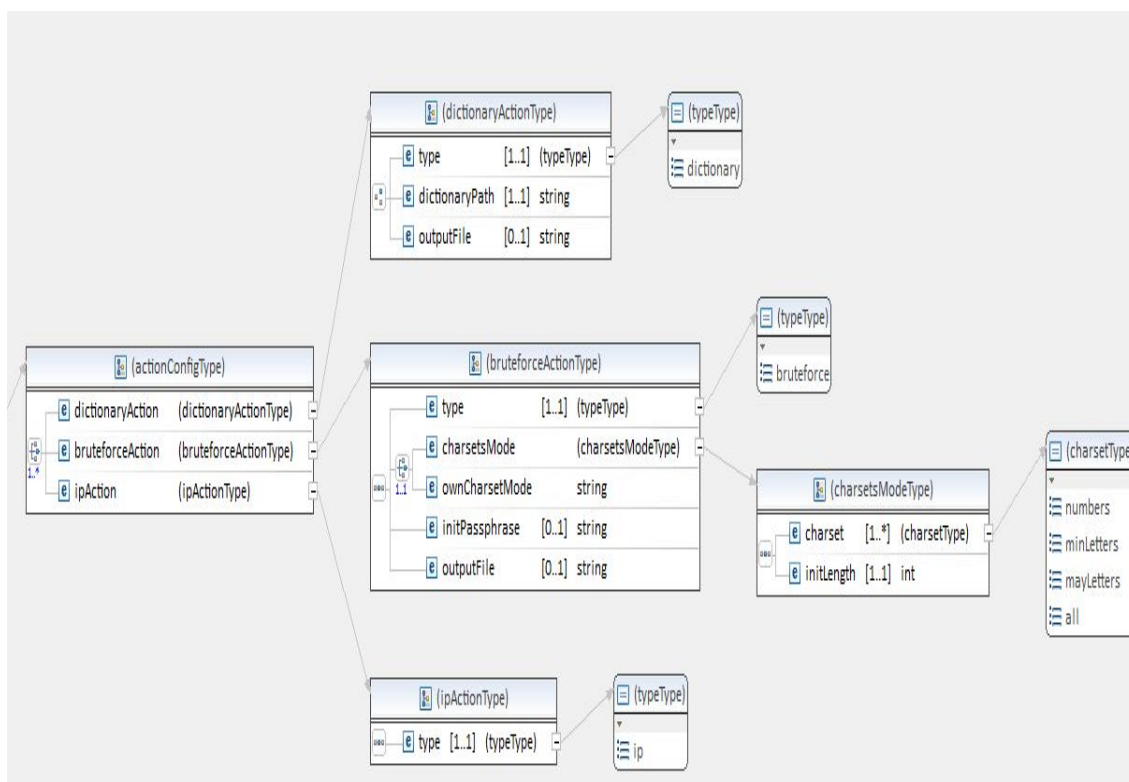 (dictionaryActionType)
e type [1..1] (typeType)
e dictionaryPath [1..1] string
e outputFile [0..1] string
(typeType)
dictionary
(actionConfigType)
e dictionaryAction (dictionaryActionType)
e bruteforceAction (bruteforceActionType)
e ipAction (ipActionType)
1..*
(bruteforceActionType)
e type [1..1] (typeType)
e charsetsMode (charsetsModeType)
e ownCharsetMode string
1..1
e initPassphrase [0..1] string
e outputFile [0..1] string
(typeType)
bruteforce
(charsetsModeType)
e charset [1..*] (charsetType)
e initLength [1..1] int
(charsetType
numbers
minLetters
mayLetters
all
(ipActionType)
e type [1..1] (typeType)
(typeType)
ip